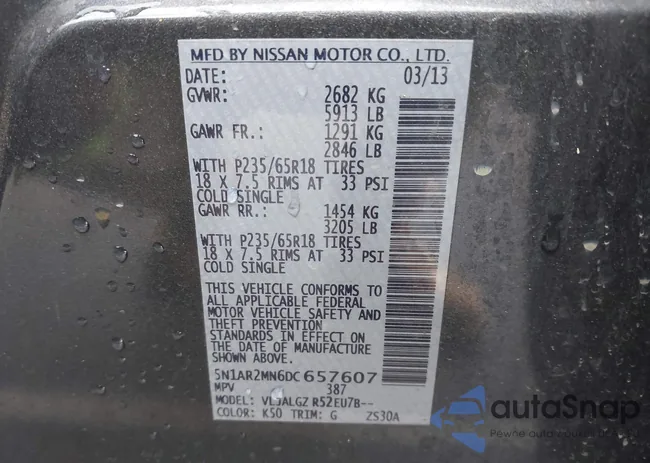 MFD BY NISSAN MOTOR CO., LTD.
DATE: 03/13
GVWR: 2682 KG
5913 LB
GAWR FR.: 1291 KG
2846 LB
WITH P235/65R18 TIRES
18 X 7.5 RIMS AT 33 PSI
COLD SINGLE
GAWR RR.: 1454 KG
3205 LB
WITH P235/65R18 TIRES
18 X 7.5 RIMS AT 33 PSI
COLD SINGLE
THIS VEHICLE CONFORMS TO
ALL APPLICABLE FEDERAL
MOTOR VEHICLE SAFETY AND
THEFT PREVENTION
STANDARDS IN EFFECT ON
THE DATE OF MANUFACTURE
SHOWN ABOVE.
5N1AR2MN6DC657607
MPV 387
MODEL: R52EU7B--
COLOR: K50 TRIM: G ZS30A
autoSnap
Pewne auta